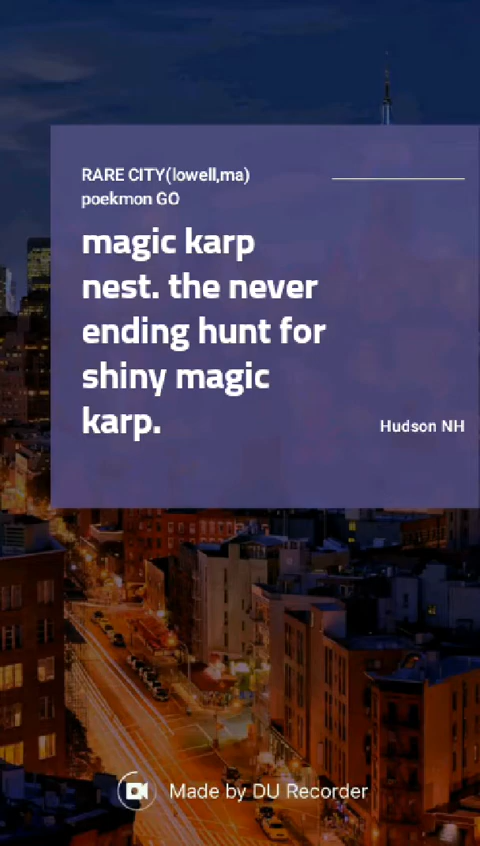 RARE CITY(lowell,ma)
poekmon GO
magic karp
nest. the never
ending hunt for
shiny magic
karp.
Hudson NH
Made by DU Recorder